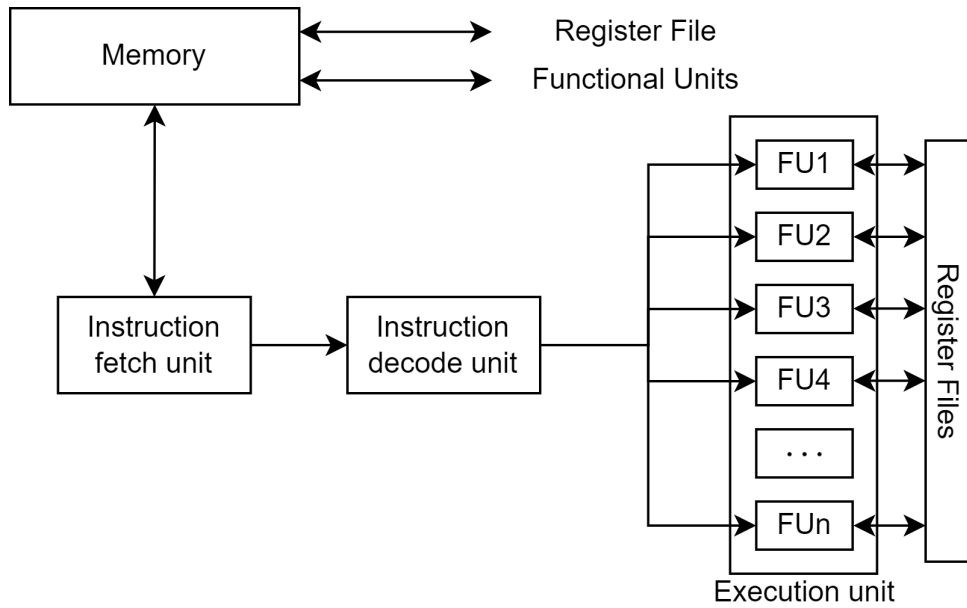 Memory
Register File
Functional Units
Instruction
fetch unit
Instruction
decode unit
FU1
FU2
FU3
FU4
...
FUn
Execution unit
Register Files